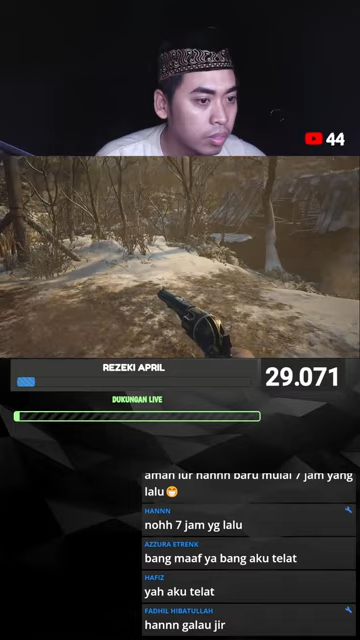 44
REZEKI APRIL
29.071
DUKUNGAN LIVE
aman lur hannn baru mulai 7 jam yang
lalu😁
HANNN
nohh 7 jam yg lalu
AZZURA ETRENK
bang maaf ya bang aku telat
HAFIZ
yah aku telat
FADHIL HIBATULLAH
hannn galau jir